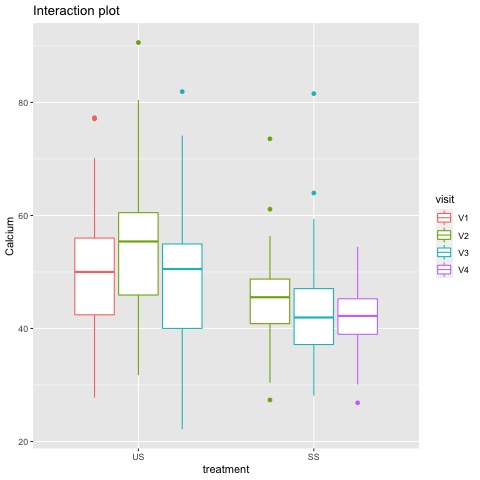 Interaction plot
Calcium
80
60
40
20
US
SS
treatment
visit
V1
V2
V3
V4